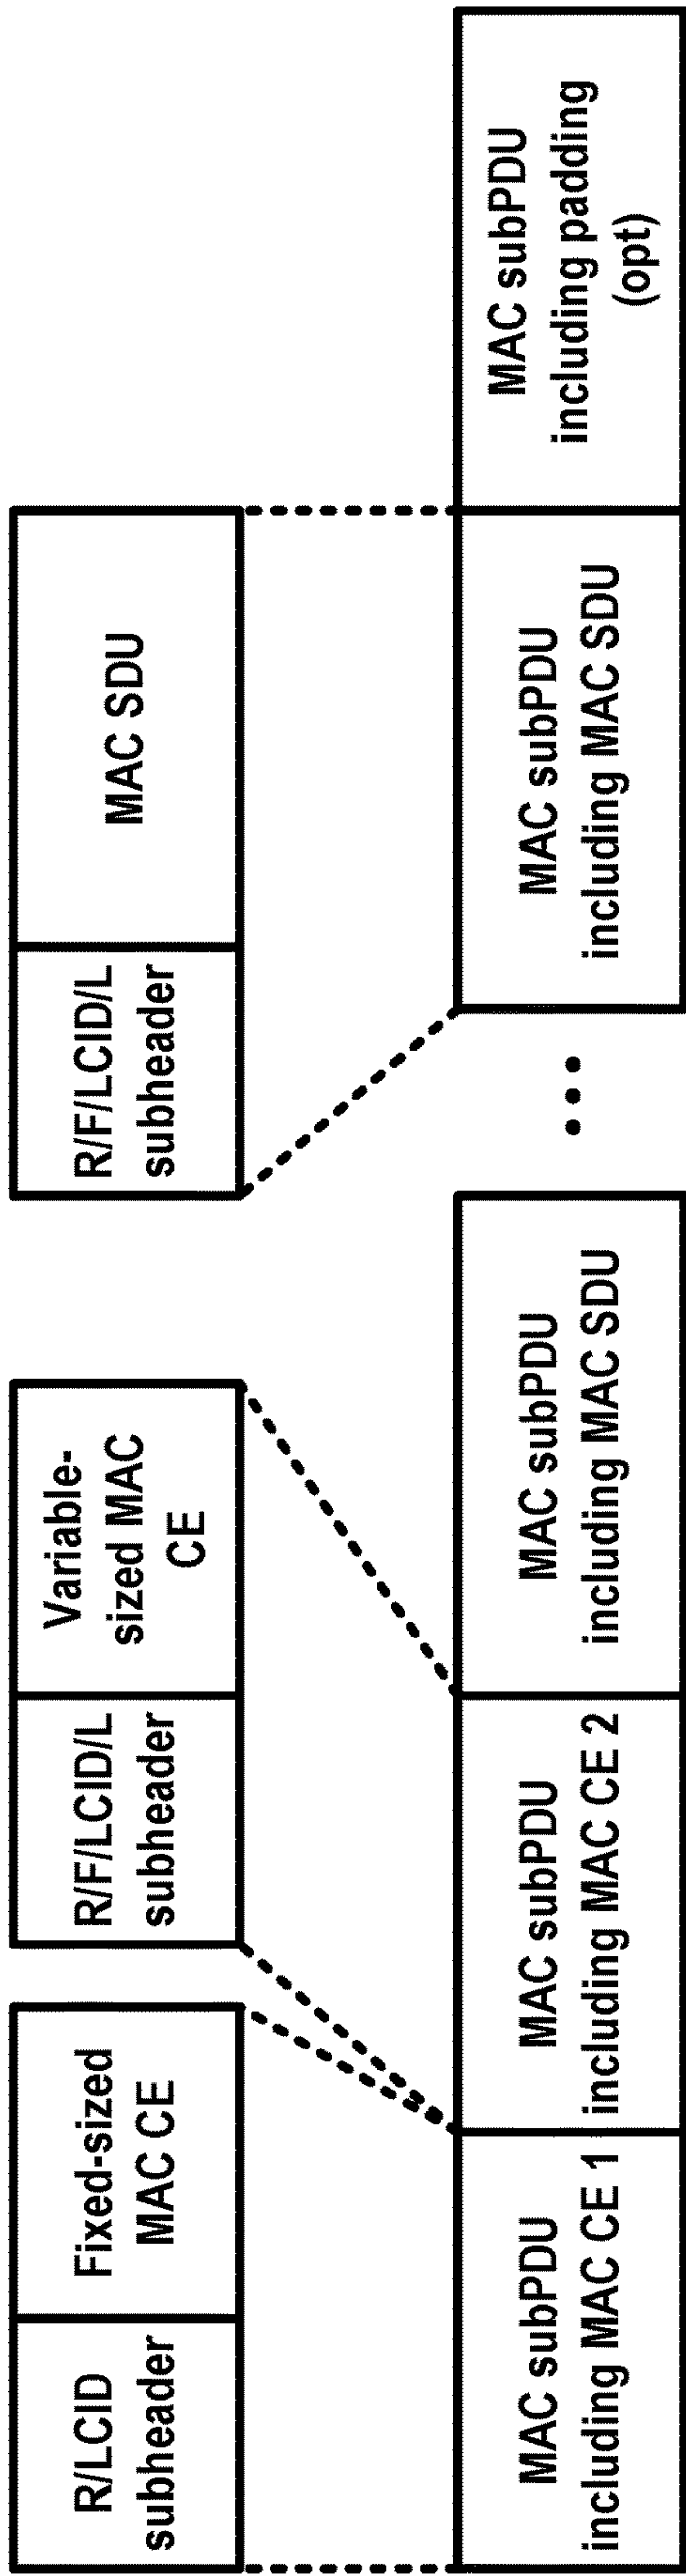 R/LCID
subheader
Fixed-sized
MAC CE
R/F/LCID/L
subheader
Variable-
sized MAC
CE
R/F/LCID/L
subheader
MAC SDU
MAC subPDU
including MAC CE 1
MAC subPDU
including MAC CE 2
MAC subPDU
including MAC SDU
...
MAC subPDU
including MAC SDU
MAC subPDU
including padding
(opt)